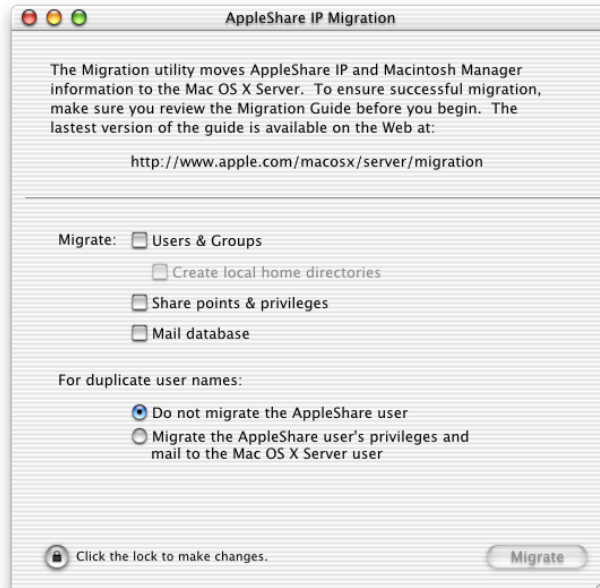 AppleShare IP Migration
The Migration utility moves AppleShare IP and Macintosh Manager
information to the Mac OS X Server.  To ensure successful migration,
make sure you review the Migration Guide before you begin.  The
lastest version of the guide is available on the Web at:
http://www.apple.com/macosx/server/migration
Migrate: Users & Groups
Create local home directories
Share points & privileges
Mail database
For duplicate user names:
Do not migrate the AppleShare user
Migrate the AppleShare user's privileges and
mail to the Mac OS X Server user
Click the lock to make changes. Migrate